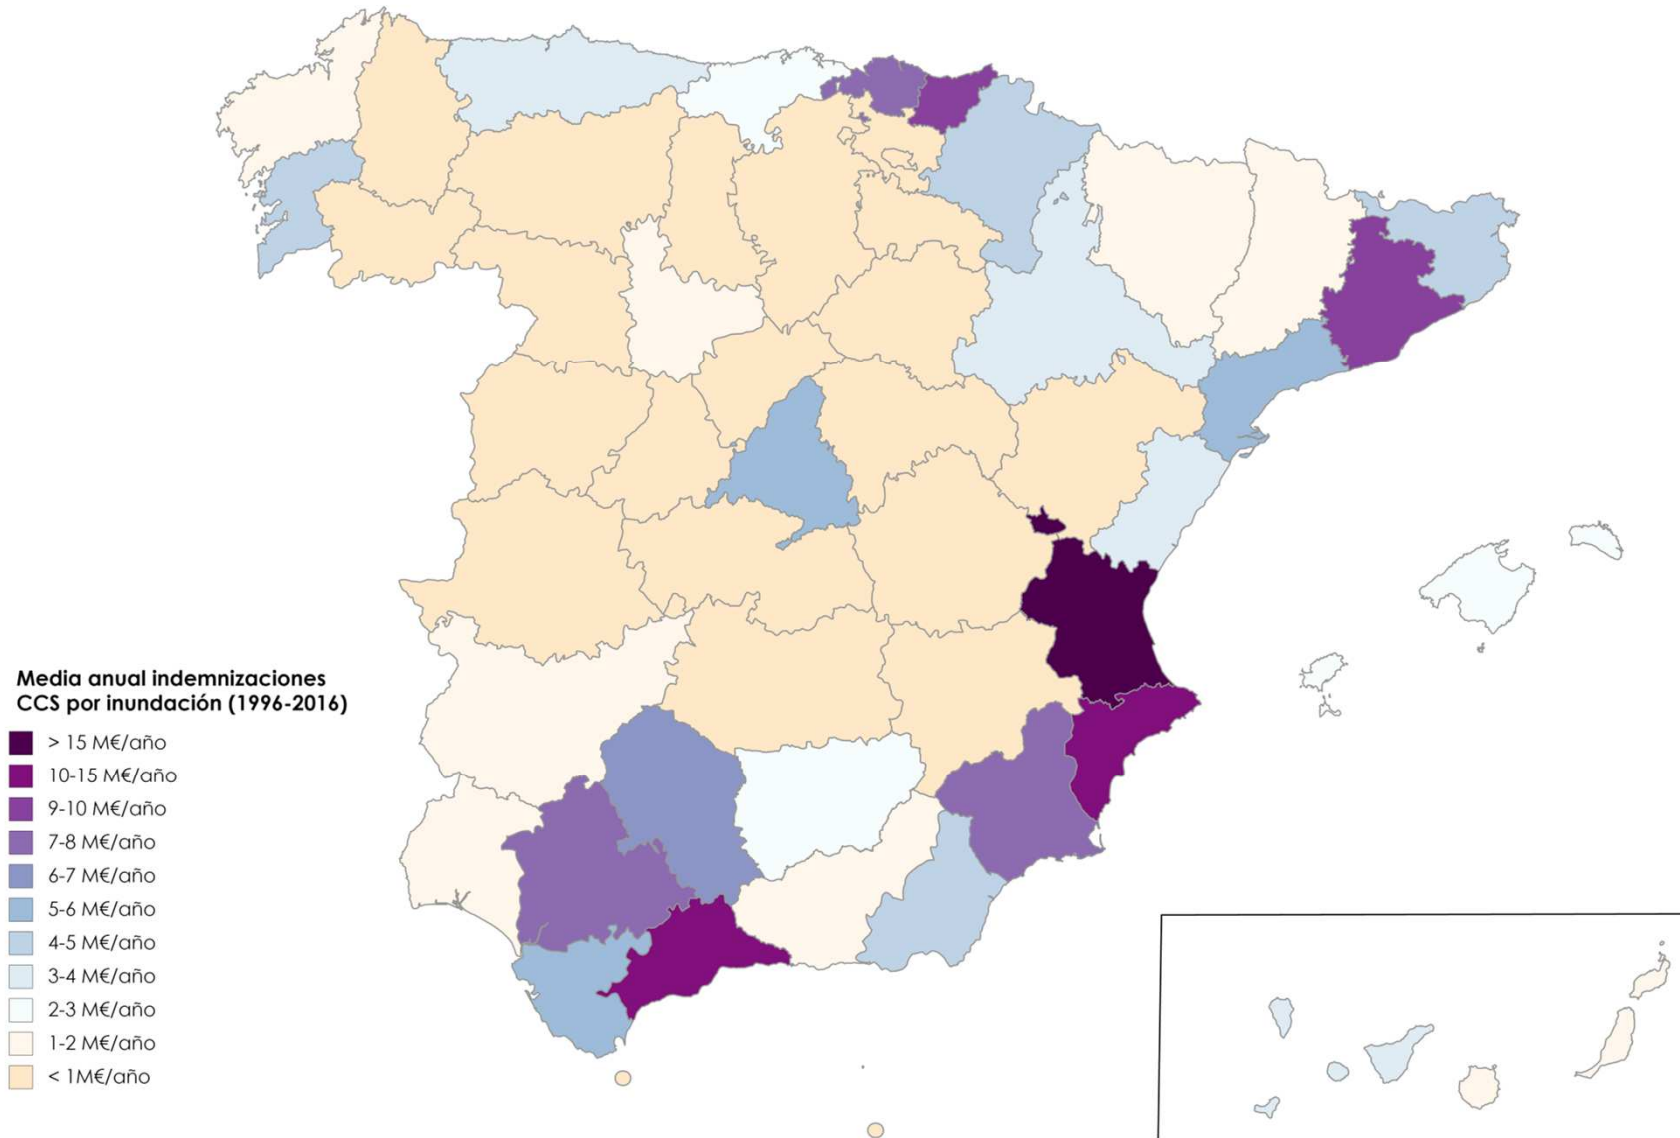 Media anual indemnizaciones
CCS por inundación (1996-2016)
> 15 M€/año
10-15 M€/año
9-10 M€/año
7-8 M€/año
6-7 M€/año
5-6 M€/año
4-5 M€/año
3-4 M€/año
2-3 M€/año
1-2 M€/año
< 1M€/año